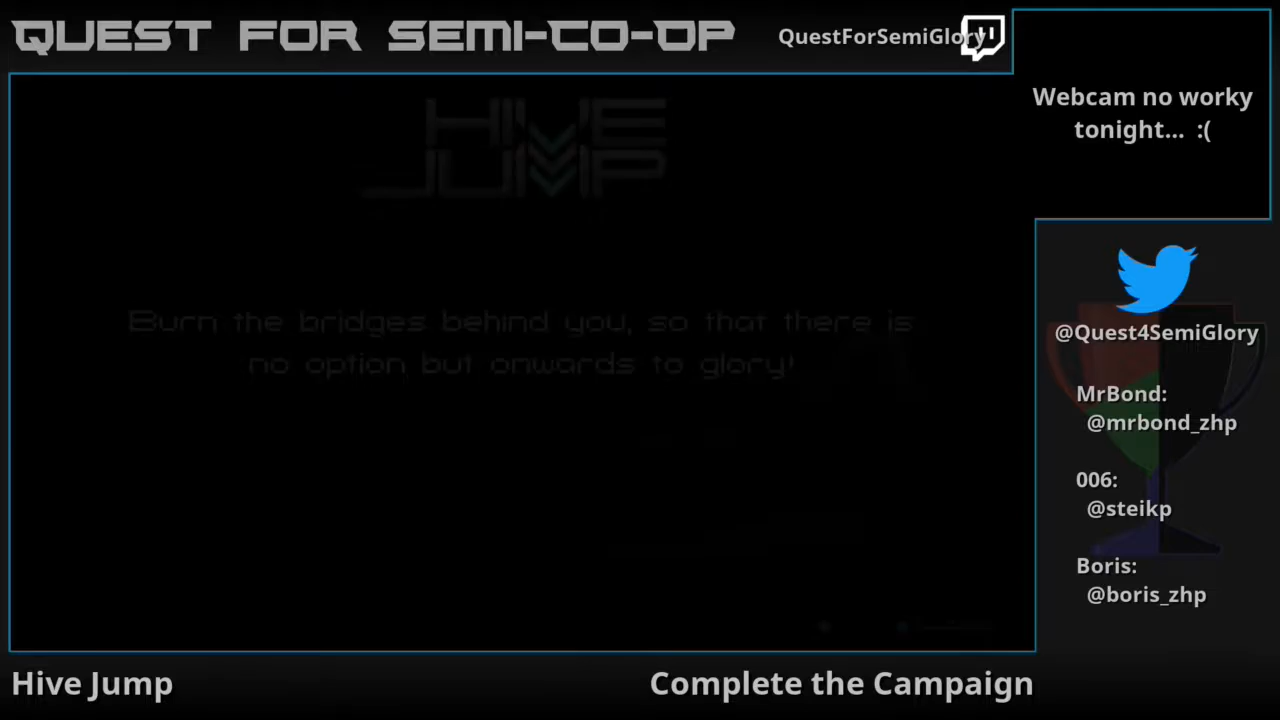 QUEST FOR SEMI-CO-OP
QuestForSemiGlory
Webcam no worky
tonight... :(
HIVE
JUMP
Burn the bridges behind you, so that there is
no option but onwards to glory!
@Quest4SemiGlory
MrBond:
@mrbond_zhp
006:
@steikp
Boris:
@boris_zhp
Hive Jump
Complete the Campaign